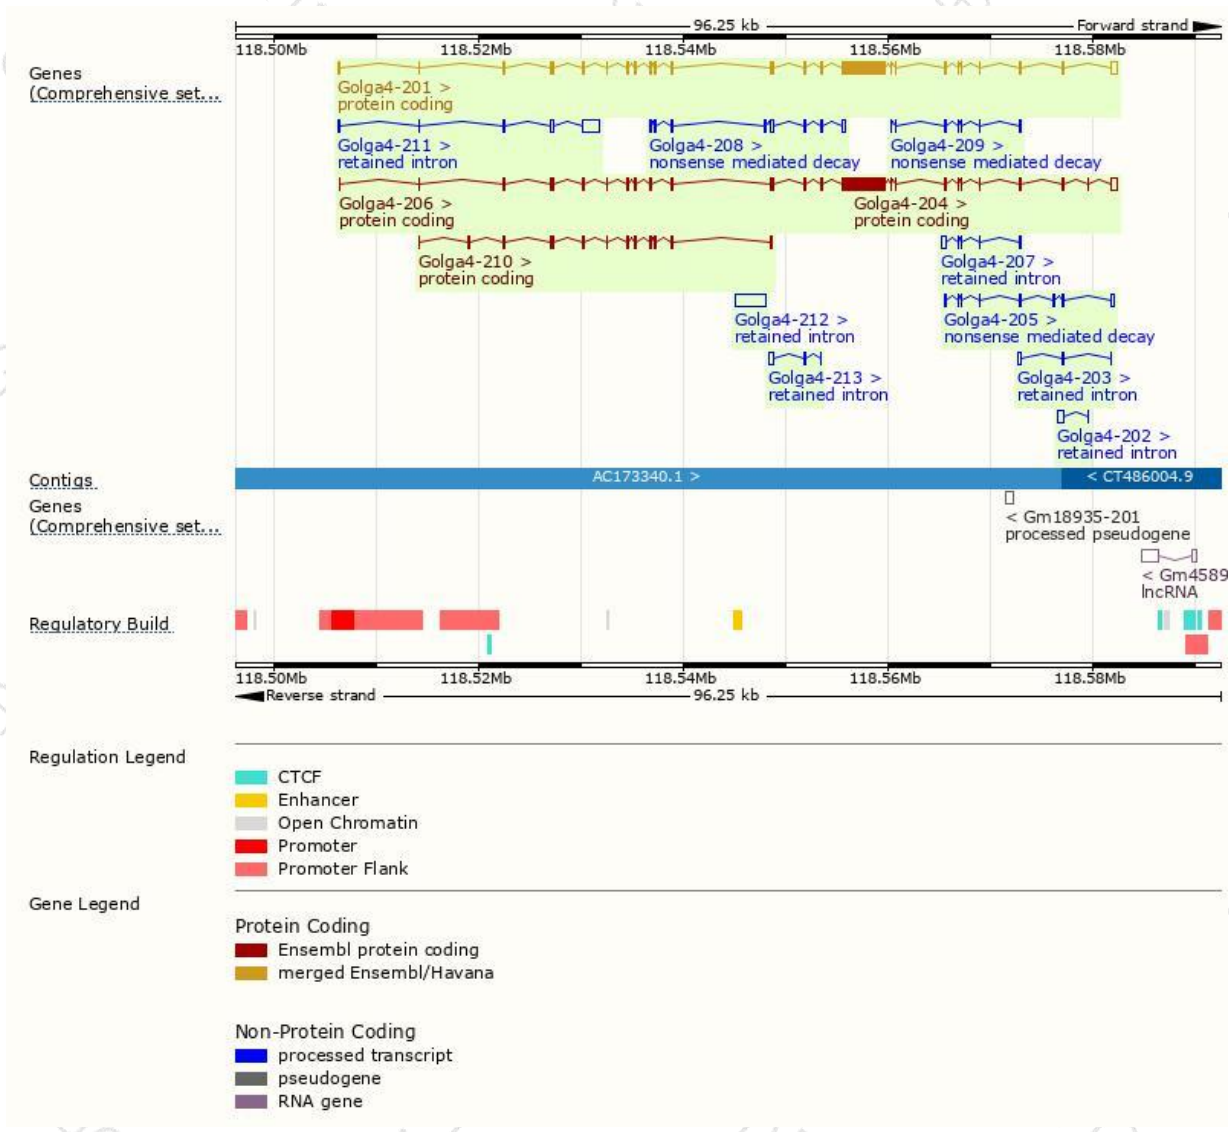 96.25 kb
Forward strand
118.50Mb 118.52Mb 118.54Mb 118.56Mb 118.58Mb
Genes
(Comprehensive set...
Golga4-201 >
protein coding
Golga4-211 > Golga4-208 > Golga4-209 >
retained intron nonsense mediated decay nonsense mediated decay
Golga4-206 > Golga4-204 >
protein coding protein coding
Golga4-210 > Golga4-207 >
protein coding retained intron
Golga4-212 > Golga4-205 >
retained intron nonsense mediated decay
Golga4-213 > Golga4-203 >
retained intron retained intron
Golga4-202 >
retained intron
Contigs
AC173340.1 > < CT486004.9
Genes
(Comprehensive set...
< Gm18935-201
processed pseudogene
< Gm4589
lncRNA
Regulatory Build
118.50Mb 118.52Mb 118.54Mb 118.56Mb 118.58Mb
Reverse strand 96.25 kb
Regulation Legend
CTCF
Enhancer
Open Chromatin
Promoter
Promoter Flank
Gene Legend
Protein Coding
Ensembl protein coding
merged Ensembl/Havana
Non-Protein Coding
processed transcript
pseudogene
RNA gene